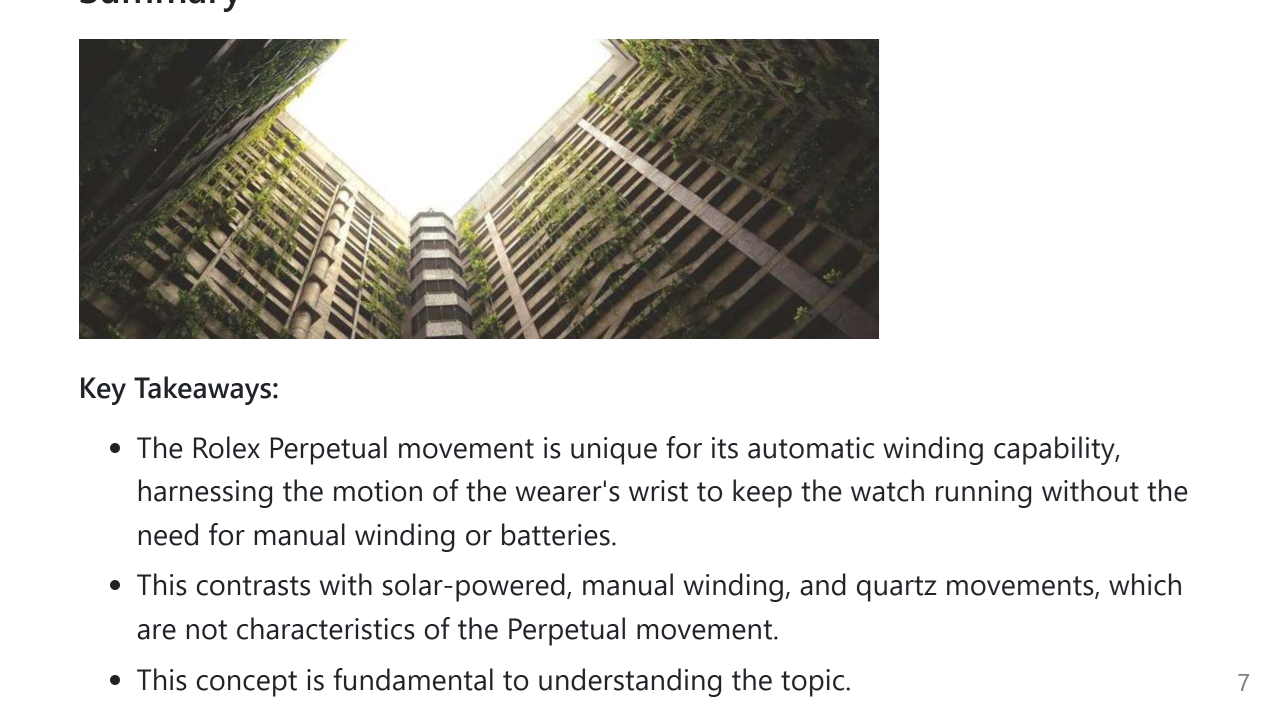 Summary
Key Takeaways:
• The Rolex Perpetual movement is unique for its automatic winding capability,
harnessing the motion of the wearer's wrist to keep the watch running without the
need for manual winding or batteries.
• This contrasts with solar-powered, manual winding, and quartz movements, which
are not characteristics of the Perpetual movement.
• This concept is fundamental to understanding the topic.
7